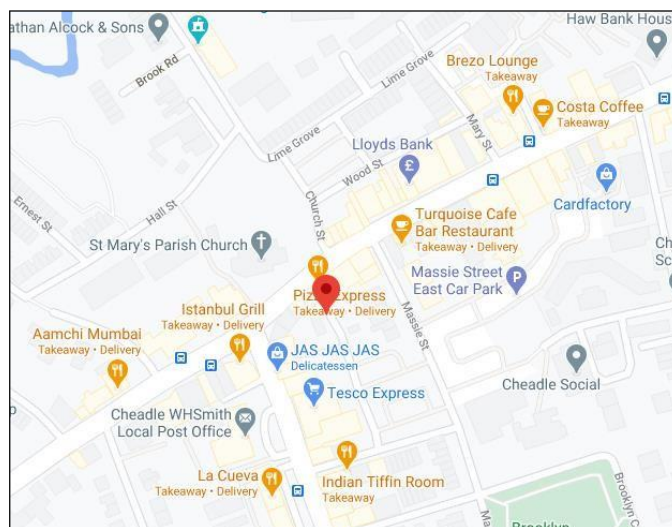 athan Alcock & Sons
Haw Bank House
Brook Rd
Lime Grove
Brezo Lounge
Takeaway
Costa Coffee
Takeaway
Mary St
Lime Grove
Lloyds Bank
£
Wood St
Cardfactory
Ernest St
Hall St
Church St
Turquoise Cafe
Bar Restaurant
Takeaway • Delivery
St Mary's Parish Church
Massie Street
East Car Park
P
Istanbul Grill
Takeaway • Delivery
Express
Takeaway • Delivery
Massie St
Aamchi Mumbai
Takeaway • Delivery
JAS JAS JAS
Delicatessen
Cheadle Social
Tesco Express
Cheadle WHSmith
Local Post Office
La Cueva
Takeaway • Delivery
Indian Tiffin Room
Takeaway
Brooklyn